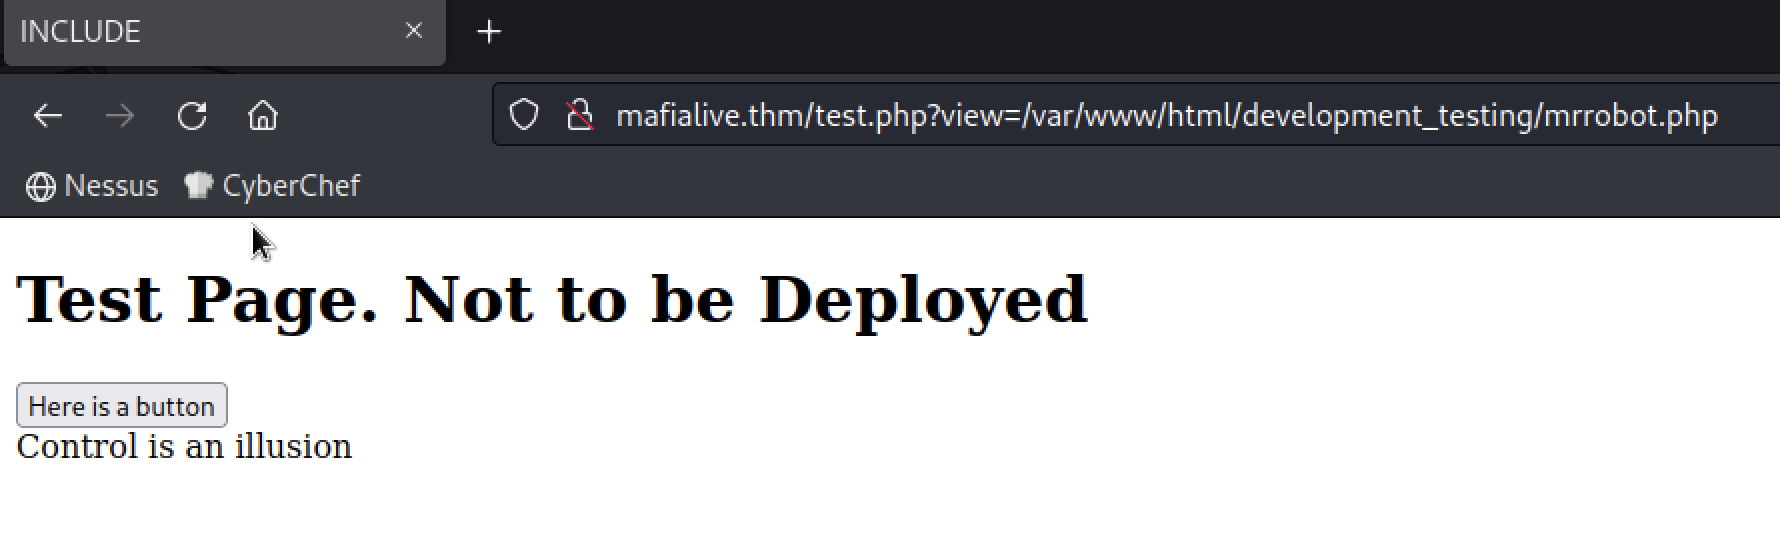 INCLUDE
mafialive.thm/test.php?view=/var/www/html/development_testing/mrrobot.php
Nessus CyberChef
Test Page. Not to be Deployed
Here is a button
Control is an illusion